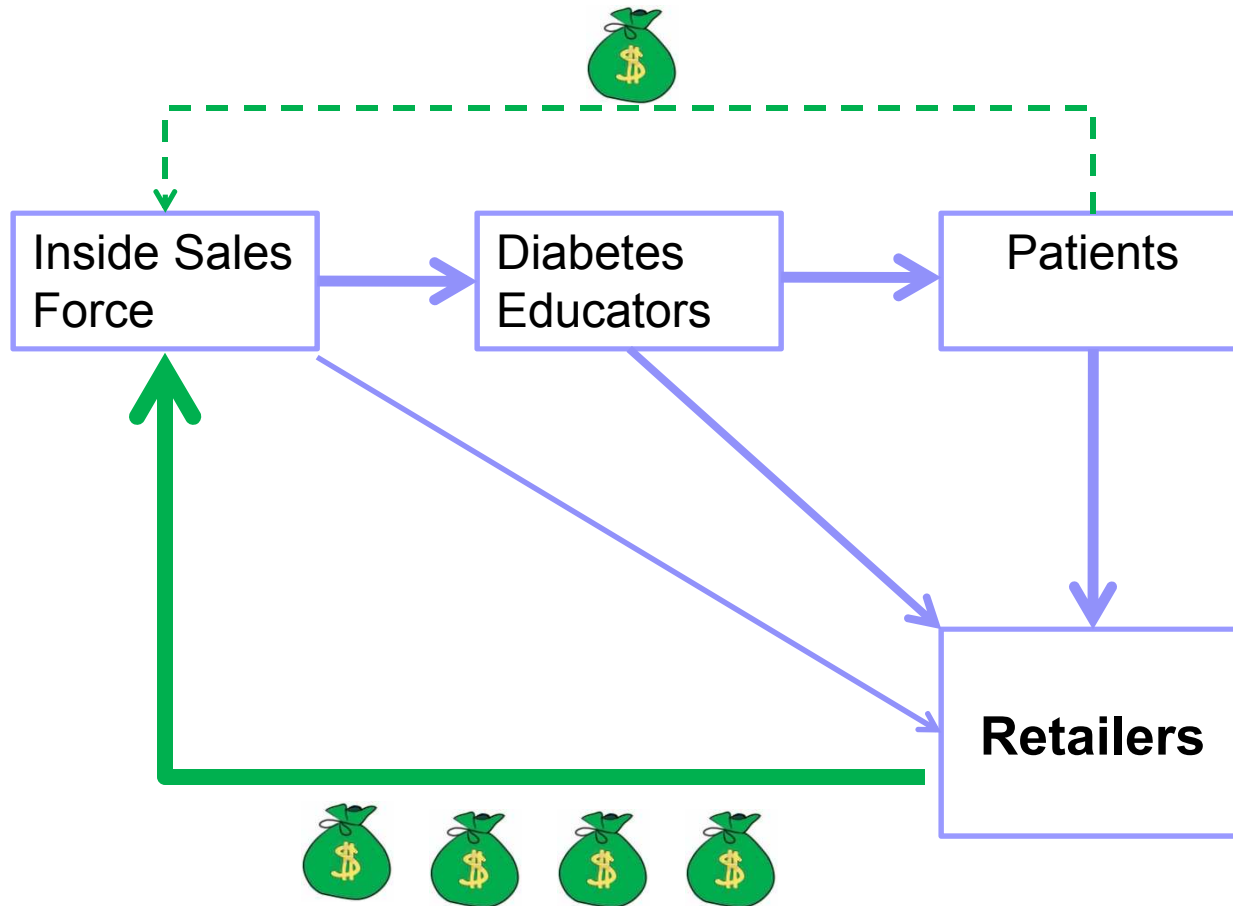 $
Inside Sales
Force
Diabetes
Educators
Patients
Retailers
$
$
$
$